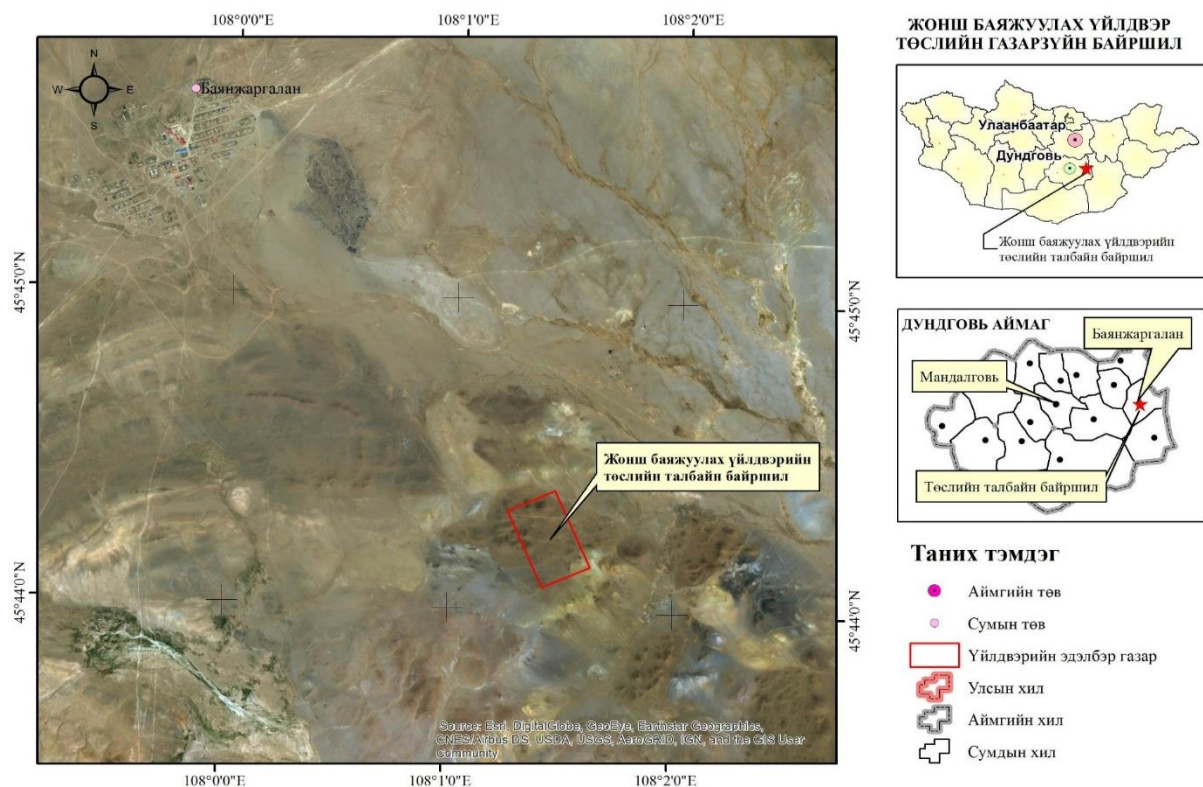 108°0'0"E
108°1'0"E
108°2'0"E
N
W
E
S
Баянжаргалан
45°45'0"N
45°45'0"N
Жонш баяжуулах үйлдвэрийн
төслийн талбайн байршил
45°44'0"N
45°44'0"N
Source: Esri, DigitalGlobe, GeoEye, Earthstar Geographics,
CNES/Airbus DS, USDA, USGS, AeroGRID, IGN, and the GIS User
Community
108°0'0"E
108°1'0"E
108°2'0"E
ЖОНШ БАЯЖУУЛАХ ҮЙЛДВЭР
ТӨСЛИЙН ГАЗАРЗҮЙН БАЙРШИЛ
Улаанбаатар
Дундговь
Жонш баяжуулах үйлдвэрийн
төслийн талбайн байршил
ДУНДГОВЬ АЙМАГ
Баянжаргалан
Мандалговь
Төслийн талбайн байршил
Таних тэмдэг
Аймгийн төв
Сумын төв
Үйлдвэрийн эдэлбэр газар
Улсын хил
Аймгийн хил
Сумдын хил